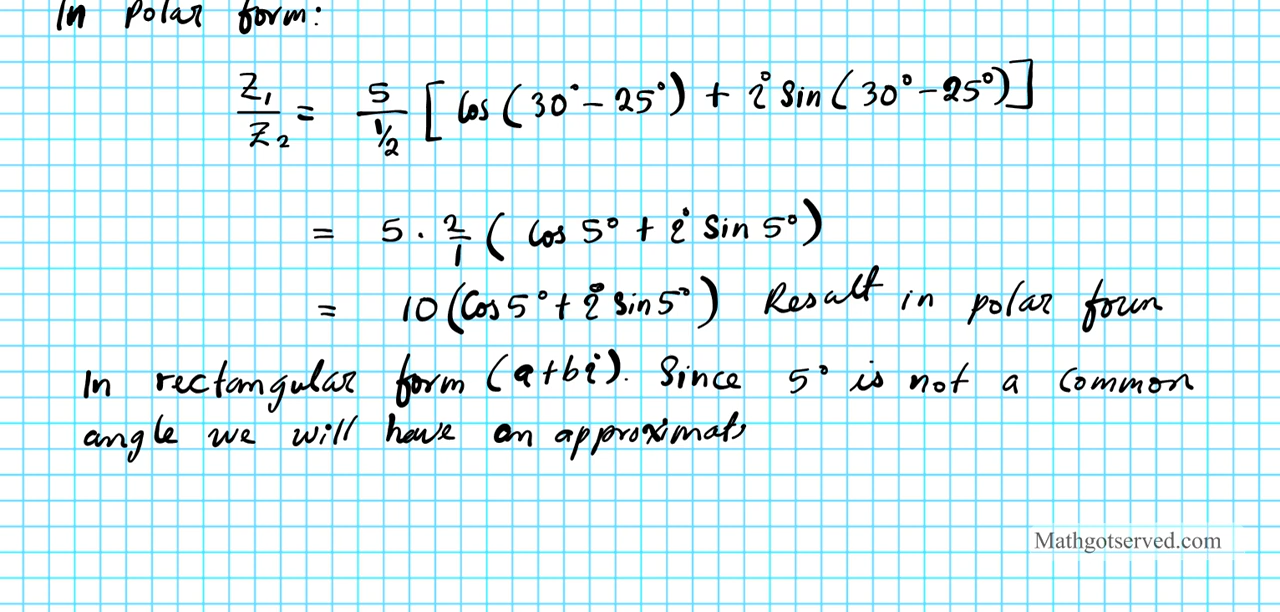 In Polar form:
Z₁/Z₂ = 5/½ [Cos(30° - 25°) + i Sin(30° - 25°)]
= 5 · 2/1 (Cos 5° + i Sin 5°)
= 10(Cos 5° + i Sin 5°) Result in polar form
In rectangular form (a+bi). Since 5° is not a common
angle we will have an approximat
Mathgotserved.com